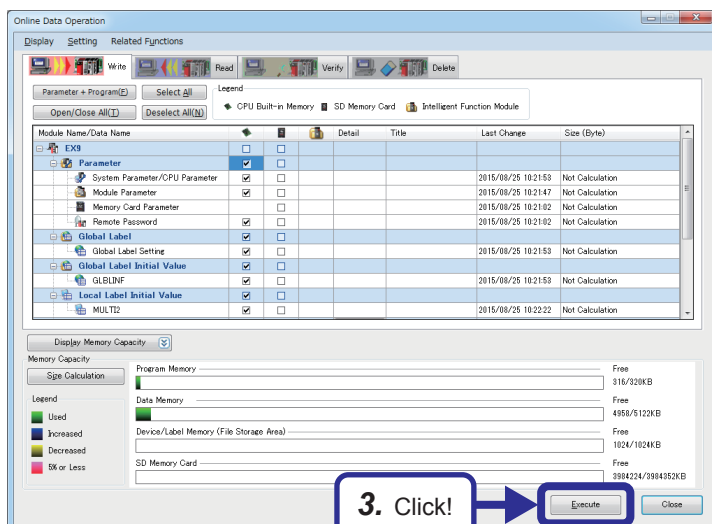 Online Data Operation
Display Setting Related Functions
Write Read Verify Delete
Parameter + Program(F) Select All Legend
CPU Built-in Memory SD Memory Card Intelligent Function Module
Open/Close All(T) Deselect All(N)
Module Name/Data Name Detail Title Last Change Size (Byte)
EX9
Parameter
System Parameter/CPU Parameter 2015/08/25 10:21:53 Not Calculation
Module Parameter 2015/08/25 10:21:47 Not Calculation
Memory Card Parameter 2015/08/25 10:21:02 Not Calculation
Remote Password 2015/08/25 10:21:02 Not Calculation
Global Label
Global Label Setting 2015/08/25 10:21:53 Not Calculation
Global Label Initial Value
GLBLINF 2015/08/25 10:21:53 Not Calculation
Local Label Initial Value
MULTI2 2015/08/25 10:22:22 Not Calculation
Display Memory Capacity
Memory Capacity
Size Calculation
Program Memory Free
316/320KB
Legend
Used
Increased
Decreased
5% or Less
Data Memory Free
4958/5122KB
Device/Label Memory (File Storage Area) Free
1024/1024KB
SD Memory Card Free
3984224/3984352KB
3. Click!
Execute Close